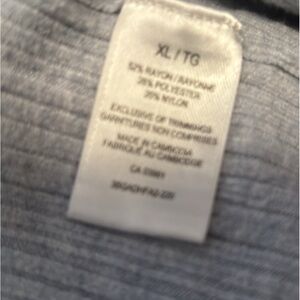 XL / TG
52% RAYON / RAYONNE
28% POLYESTER
20% NYLON
EXCLUSIVE OF TRIMMINGS
GARNITURES NON COMPRISES
MADE IN CAMBODIA
FABRIQUÉ AU CAMBODGE